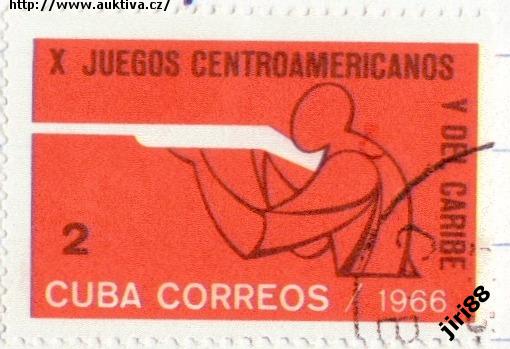 http://www.auktiva.cz/
X JUEGOS CENTROAMERICANOS
Y DEL CARIBE
2
CUBA CORREOS / 1966
jiri88